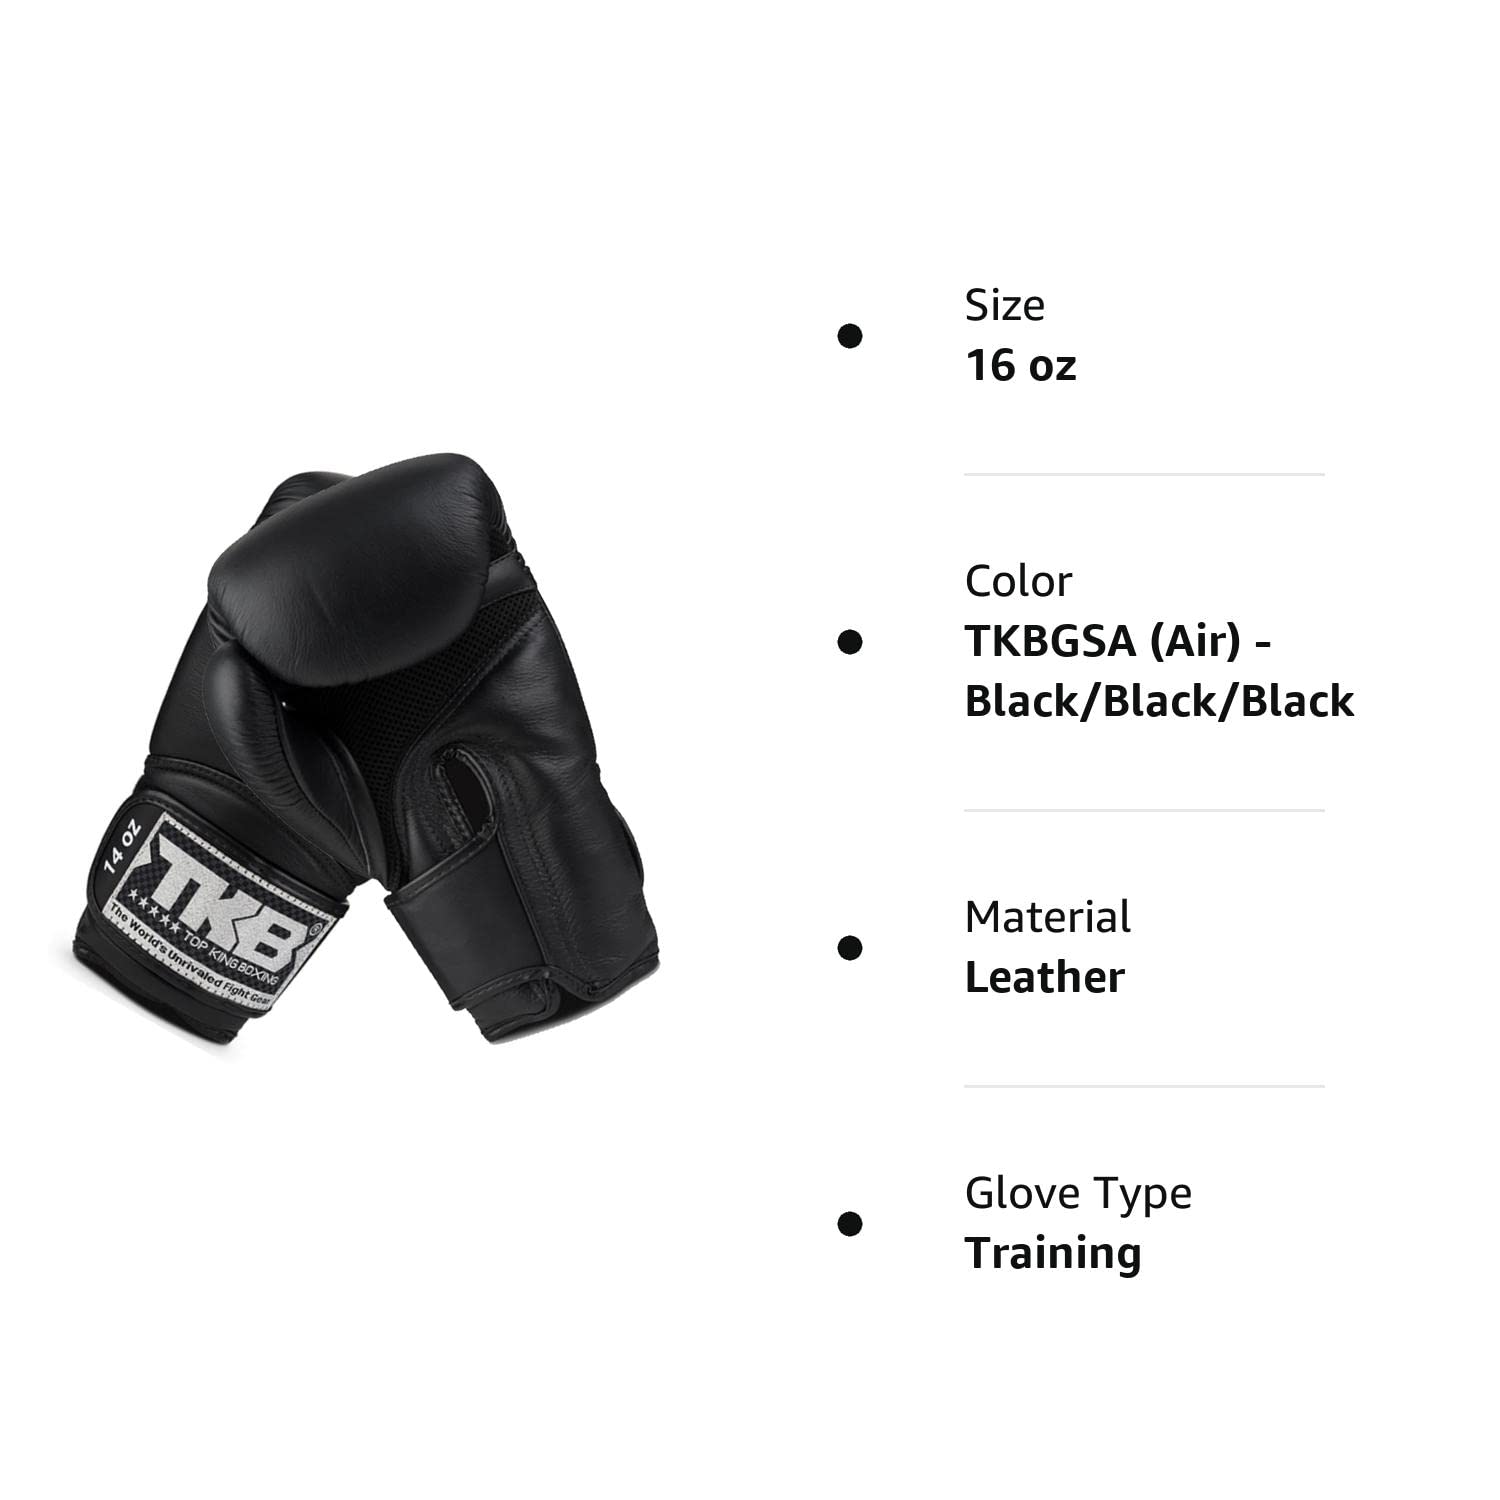 14 OZ
TKB®
★★★★★ TOP KING BOXING
The World's Unrivaled Fight Gear
Size
16 oz
Color
TKBGSA (Air) -
Black/Black/Black
Material
Leather
Glove Type
Training